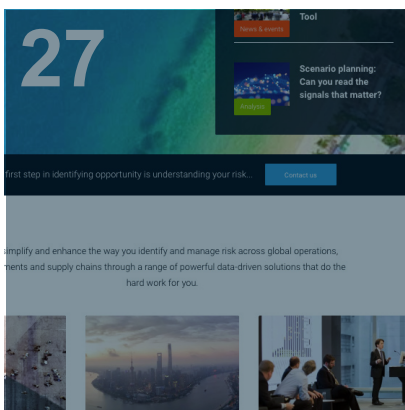 27
Tool
News & events
Scenario planning:
Can you read the
signals that matter?
Analysis
first step in identifying opportunity is understanding your risk...
Contact us
simplify and enhance the way you identify and manage risk across global operations,
and supply chains through a range of powerful data-driven solutions that do the
hard work for you.